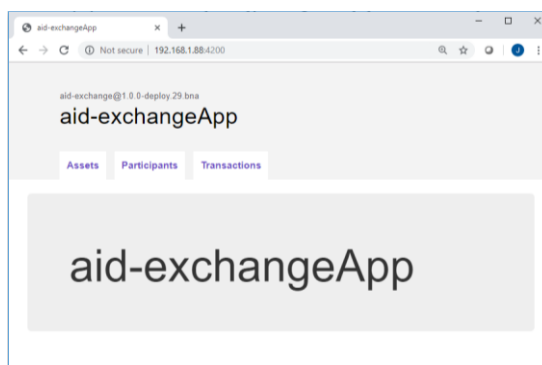 aid-exchangeApp
Not secure | 192.168.1.88:4200
J
aid-exchange@1.0.0-deploy.29.bna
aid-exchangeApp
Assets Participants Transactions
aid-exchangeApp